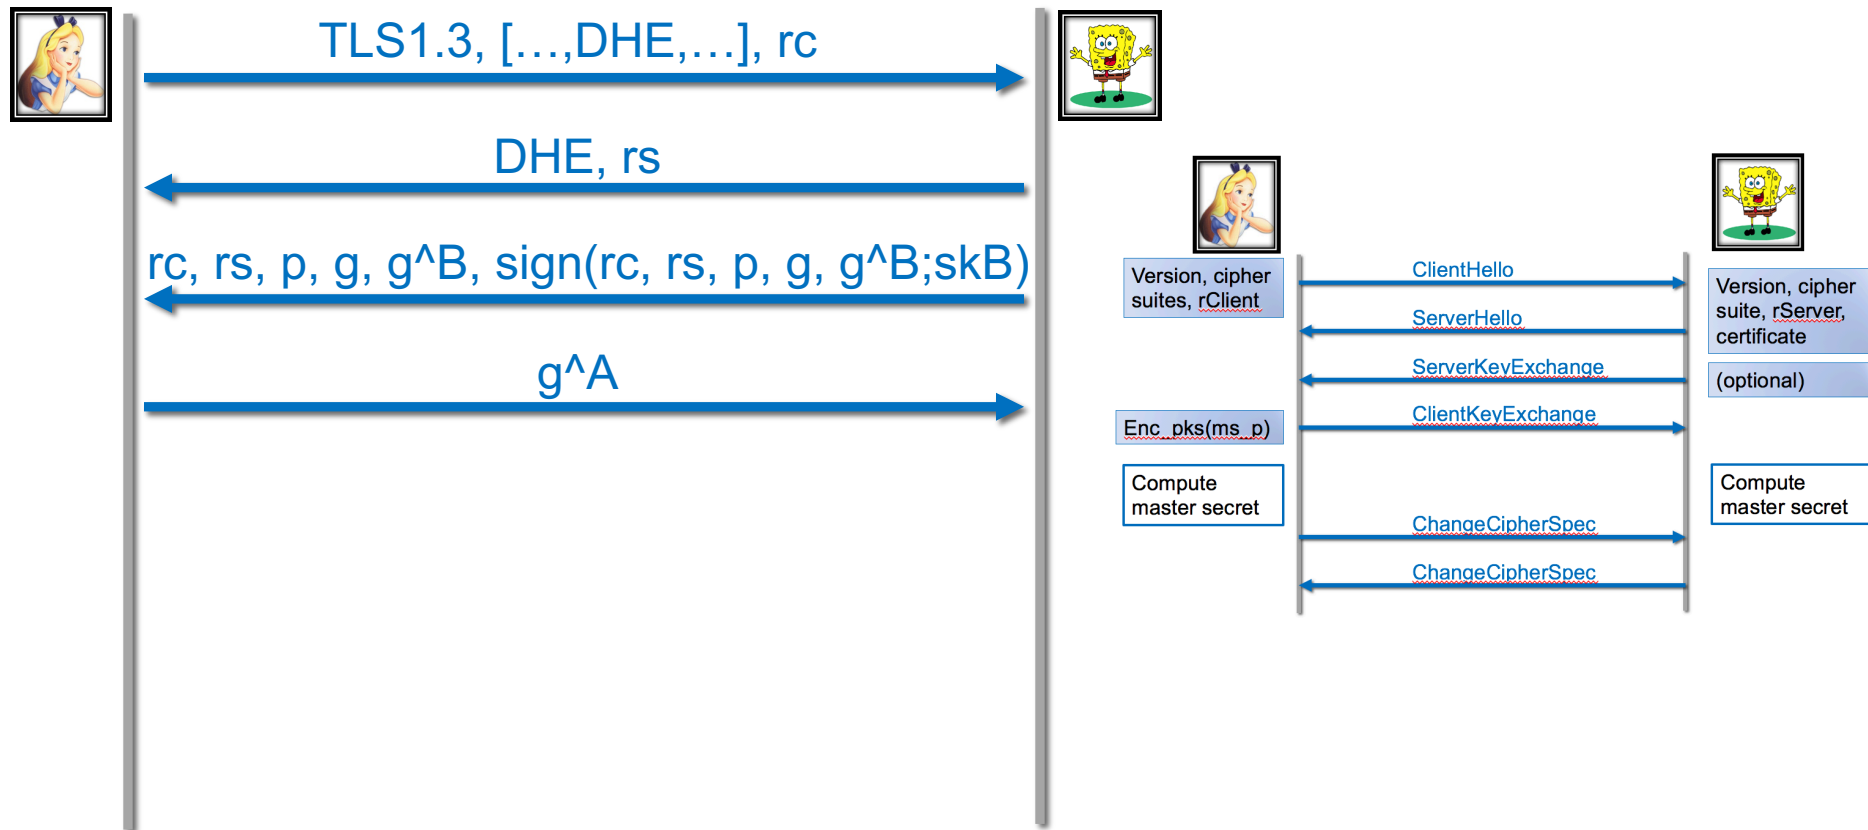 TLS1.3, […,DHE,…], rc
DHE, rs
rc, rs, p, g, g^B, sign(rc, rs, p, g, g^B;skB)
g^A
Version, cipher
suites, rClient
ClientHello
Version, cipher
suite, rServer,
certificate
ServerHello
ServerKeyExchange
(optional)
ClientKeyExchange
Enc_pks(ms_p)
Compute
master secret
Compute
master secret
ChangeCipherSpec
ChangeCipherSpec